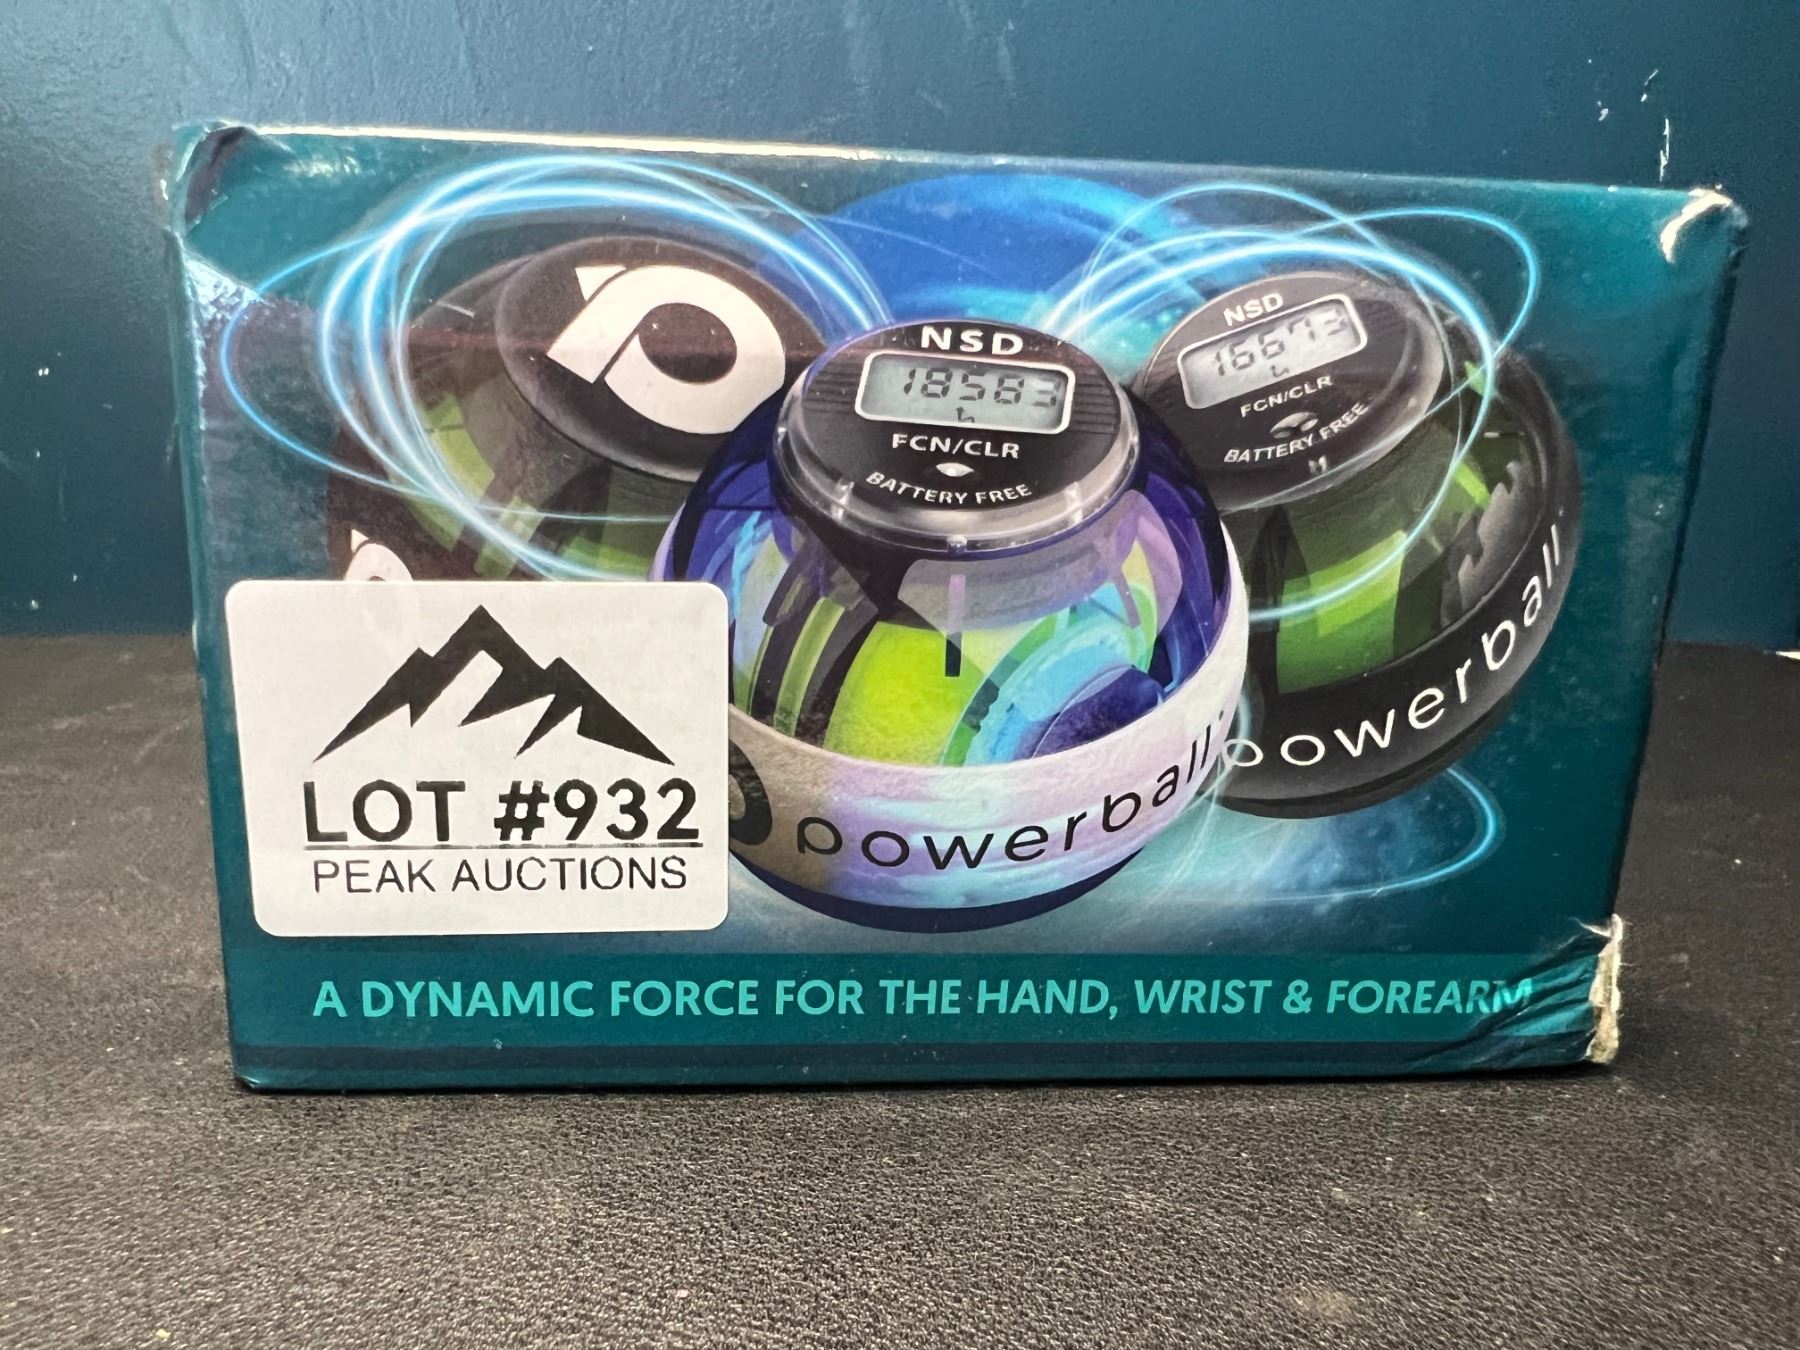 NSD
18583
FCN/CLR
BATTERY FREE
powerball
NSD
16673
FCN/CLR
BATTERY FREE
powerball
LOT #932
PEAK AUCTIONS
A DYNAMIC FORCE FOR THE HAND, WRIST & FOREARM